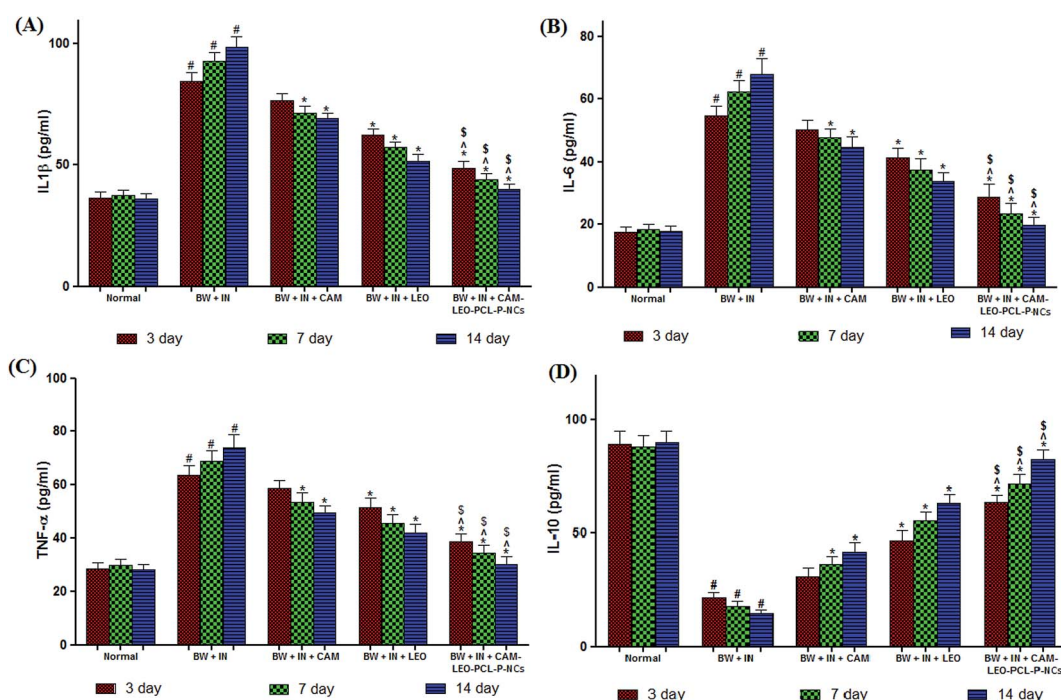 (A)
IL1β (pg/ml)
100
50
0
#
#
#
*
*
*
*
*
$
^
*
$
^
*
$
^
*
Normal
BW + IN
BW + IN + CAM
BW + IN + LEO
BW + IN + CAM-
LEO-PCL-P-NCs
3 day
7 day
14 day
(B)
IL-6 (pg/ml)
80
60
40
20
0
#
#
#
*
*
*
*
*
$
^
*
$
^
*
$
^
*
Normal
BW + IN
BW + IN + CAM
BW + IN + LEO
BW + IN + CAM-
LEO-PCL-P-NCs
3 day
7 day
14 day
(C)
TNF-α (pg/ml)
100
80
60
40
20
0
#
#
#
*
*
*
*
*
$
^
*
$
^
*
$
^
*
Normal
BW + IN
BW + IN + CAM
BW + IN + LEO
BW + IN + CAM-
LEO-PCL-P-NCs
3 day
7 day
14 day
(D)
IL-10 (pg/ml)
100
50
0
#
#
#
*
*
*
*
*
$
^
*
$
^
*
$
^
*
Normal
BW + IN
BW + IN + CAM
BW + IN + LEO
BW + IN + CAM-
LEO-PCL-P-NCs
3 day
7 day
14 day